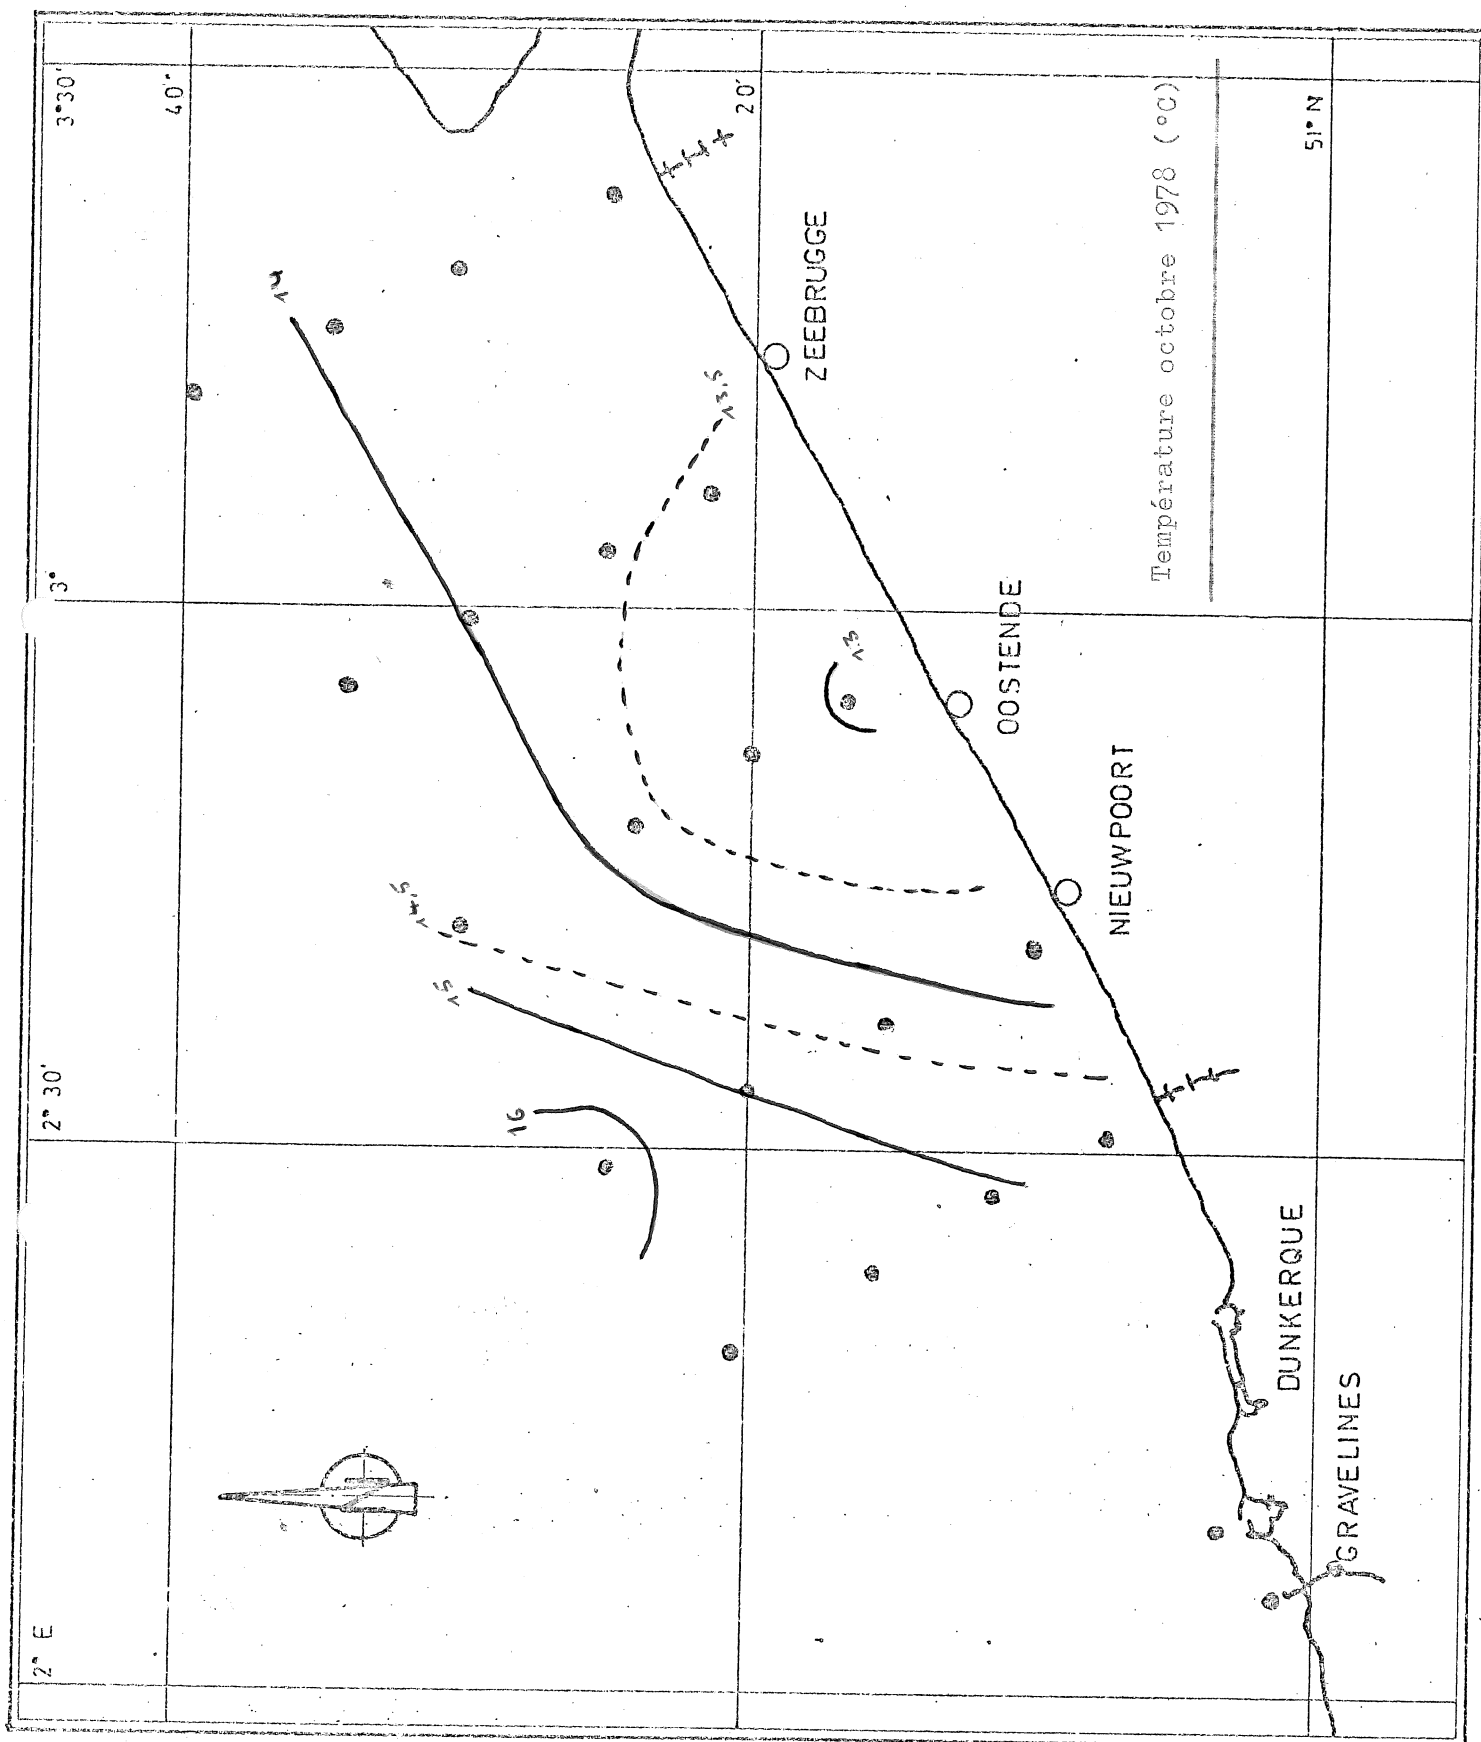 2° E
2° 30'
3°
3°30'
40'
20'
51° N
16
15
14.5
14
13.5
13
ZEEBRUGGE
OOSTENDE
NIEUWPOORT
DUNKERQUE
GRAVELINES
Température octobre 1978 (°C)